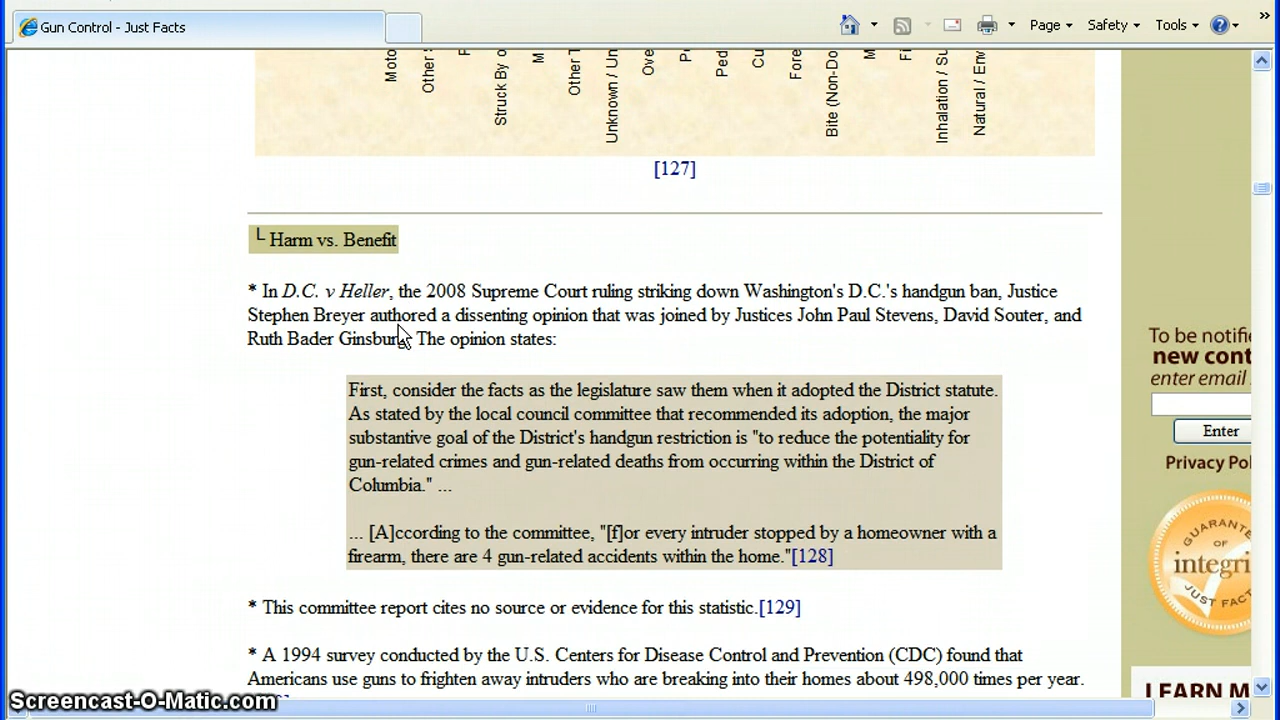 Gun Control - Just Facts
Page
Safety
Tools
Struck By o
Other T
Unknown / Un
Bite (Non-Do
Inhalation / Su
Natural / Env
[127]
└ Harm vs. Benefit
* In D.C. v Heller, the 2008 Supreme Court ruling striking down Washington's D.C.'s handgun ban, Justice
Stephen Breyer authored a dissenting opinion that was joined by Justices John Paul Stevens, David Souter, and
Ruth Bader Ginsburg. The opinion states:
First, consider the facts as the legislature saw them when it adopted the District statute.
As stated by the local council committee that recommended its adoption, the major
substantive goal of the District's handgun restriction is "to reduce the potentiality for
gun-related crimes and gun-related deaths from occurring within the District of
Columbia." ...
... [A]ccording to the committee, "[f]or every intruder stopped by a homeowner with a
firearm, there are 4 gun-related accidents within the home."[128]
* This committee report cites no source or evidence for this statistic.[129]
* A 1994 survey conducted by the U.S. Centers for Disease Control and Prevention (CDC) found that
Americans use guns to frighten away intruders who are breaking into their homes about 498,000 times per year.
To be notifie
new cont
enter email
Enter
Privacy Pol
GUARANT
OF
integri
JUST FAC
LEARN M
Screencast-O-Matic.com